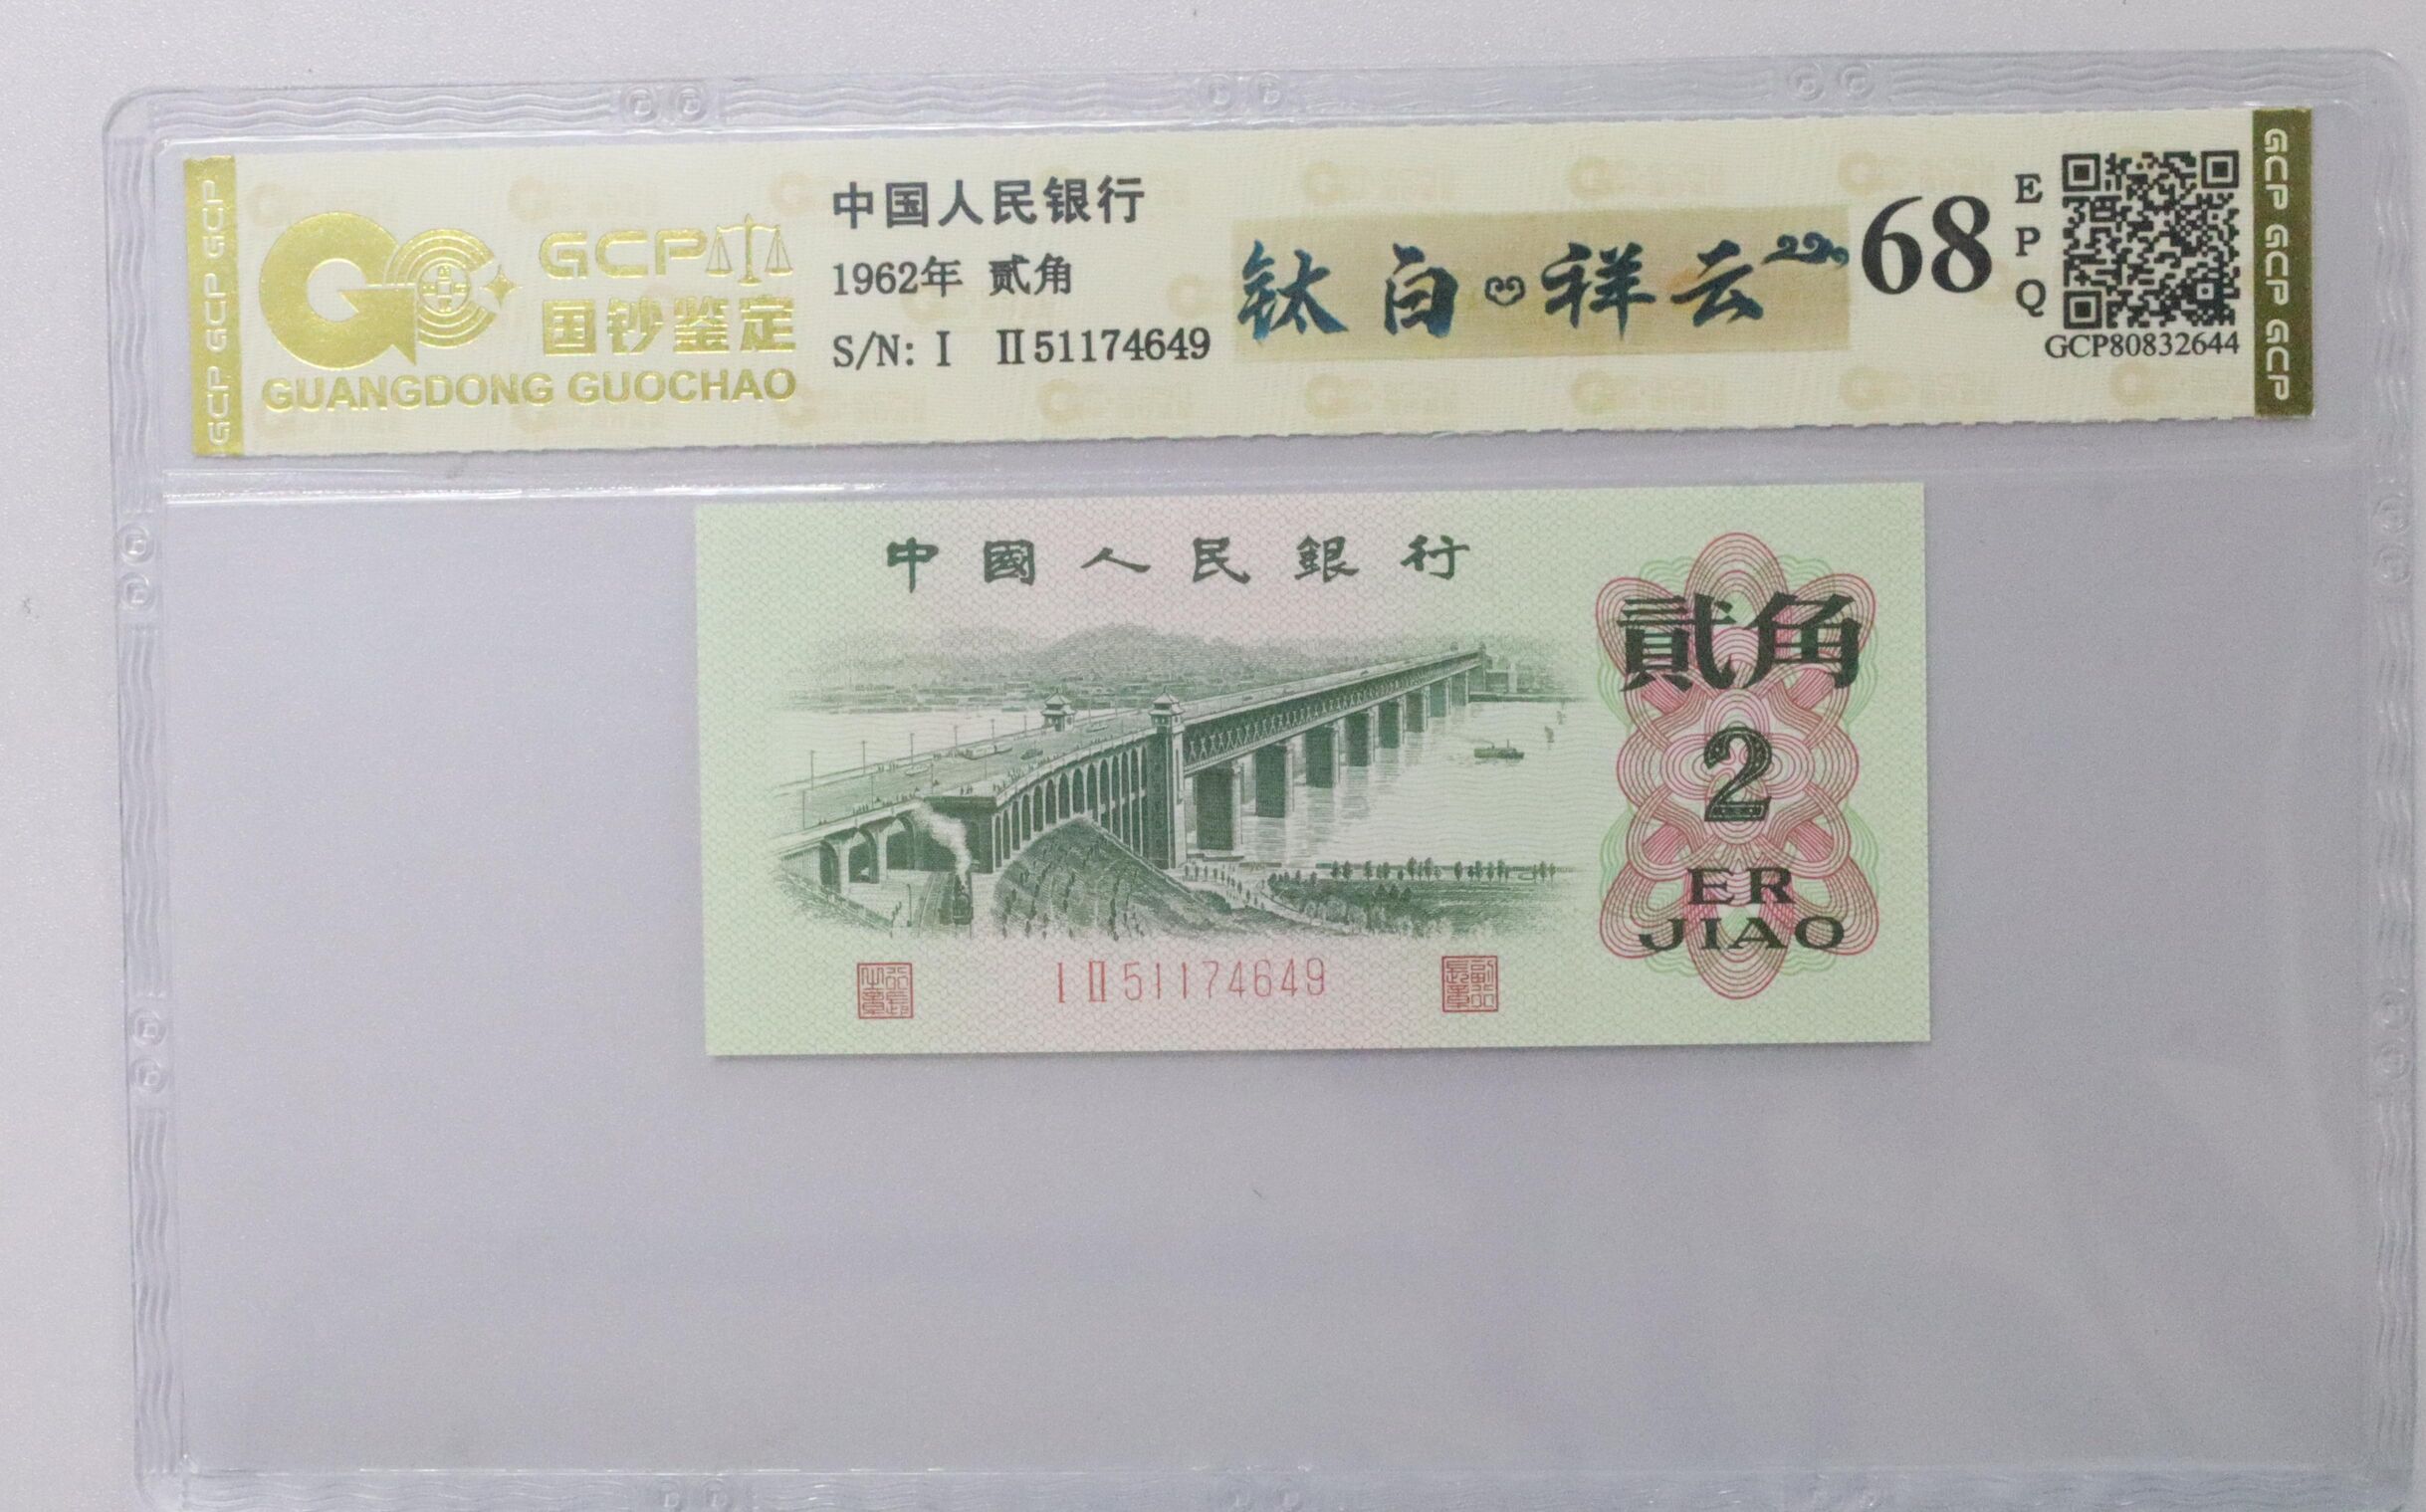 GCP GCP GCP
GCP
国钞鉴定
GUANGDONG GUOCHAO
中国人民银行
1962年 贰角
S/N: I II51174649
钛白·祥云
68
E
P
Q
GCP80832644
GCP GCP GCP
中國人民銀行
貳角
2
ER
JIAO
I II 51174649